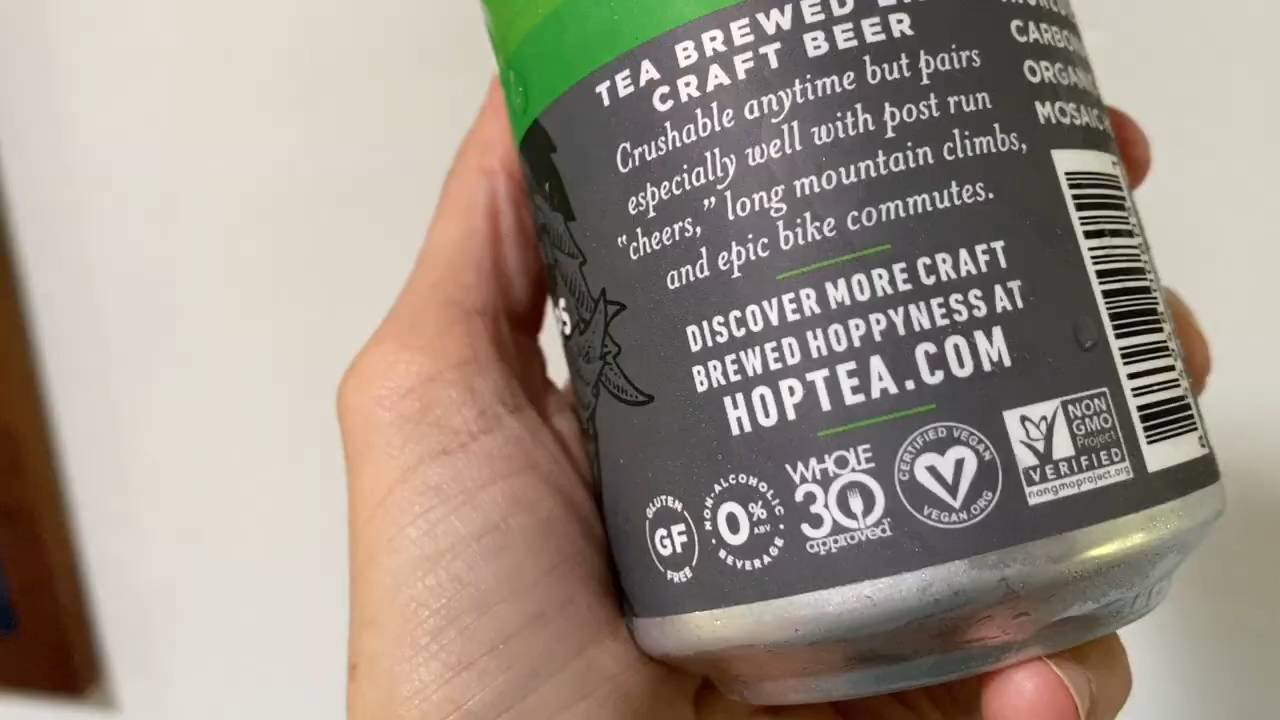 TEA BREWED
CRAFT BEER
Crushable anytime but pairs
especially well with post run
“cheers,” long mountain climbs,
and epic bike commutes.
DISCOVER MORE CRAFT
BREWED HOPPYNESS AT
HOPTEA.COM
GLUTEN
GF
FREE
NON-ALCOHOLIC
0% ABV
BEVERAGE
WHOLE
30
approved
CERTIFIED VEGAN
VEGAN.ORG
NON
GMO
Project
VERIFIED
nongmoproject.org
MOSAIC